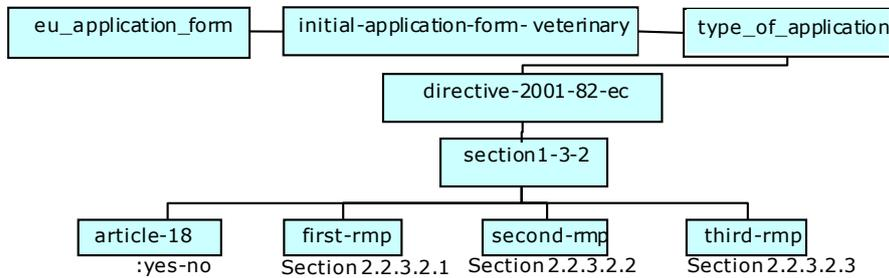 eu_application_form
initial-application-form- veterinary
type_of_application
directive-2001-82-ec
section1-3-2
article-18
first-rmp
second-rmp
third-rmp
:yes-no
Section 2.2.3.2.1
Section 2.2.3.2.2
Section 2.2.3.2.3